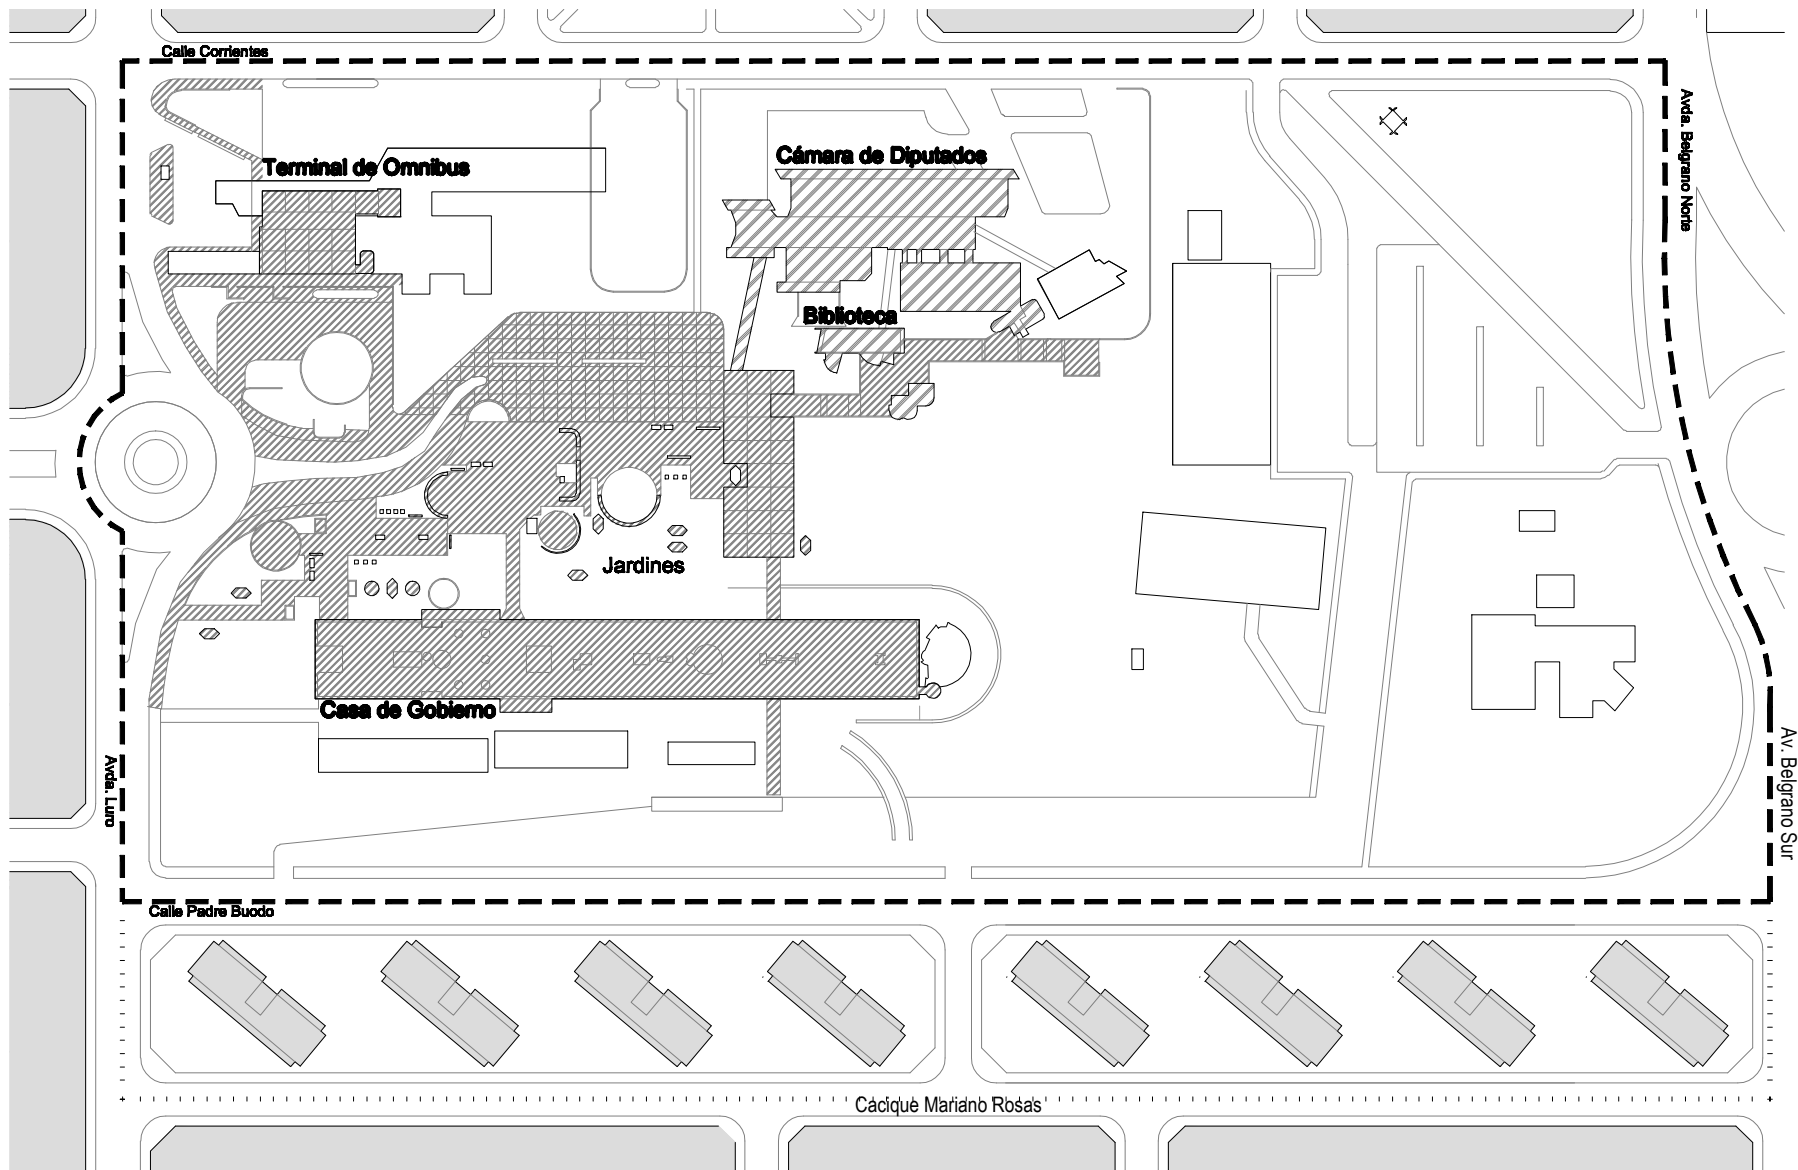 Calle Corrientes
Avda. Belgrano Norte
Cámara de Diputados
Terminal de Omnibus
Biblioteca
Jardines
Casa de Gobierno
Avda. Luro
Av. Belgrano Sur
Calle Padre Buodo
Cacique Mariano Rosas